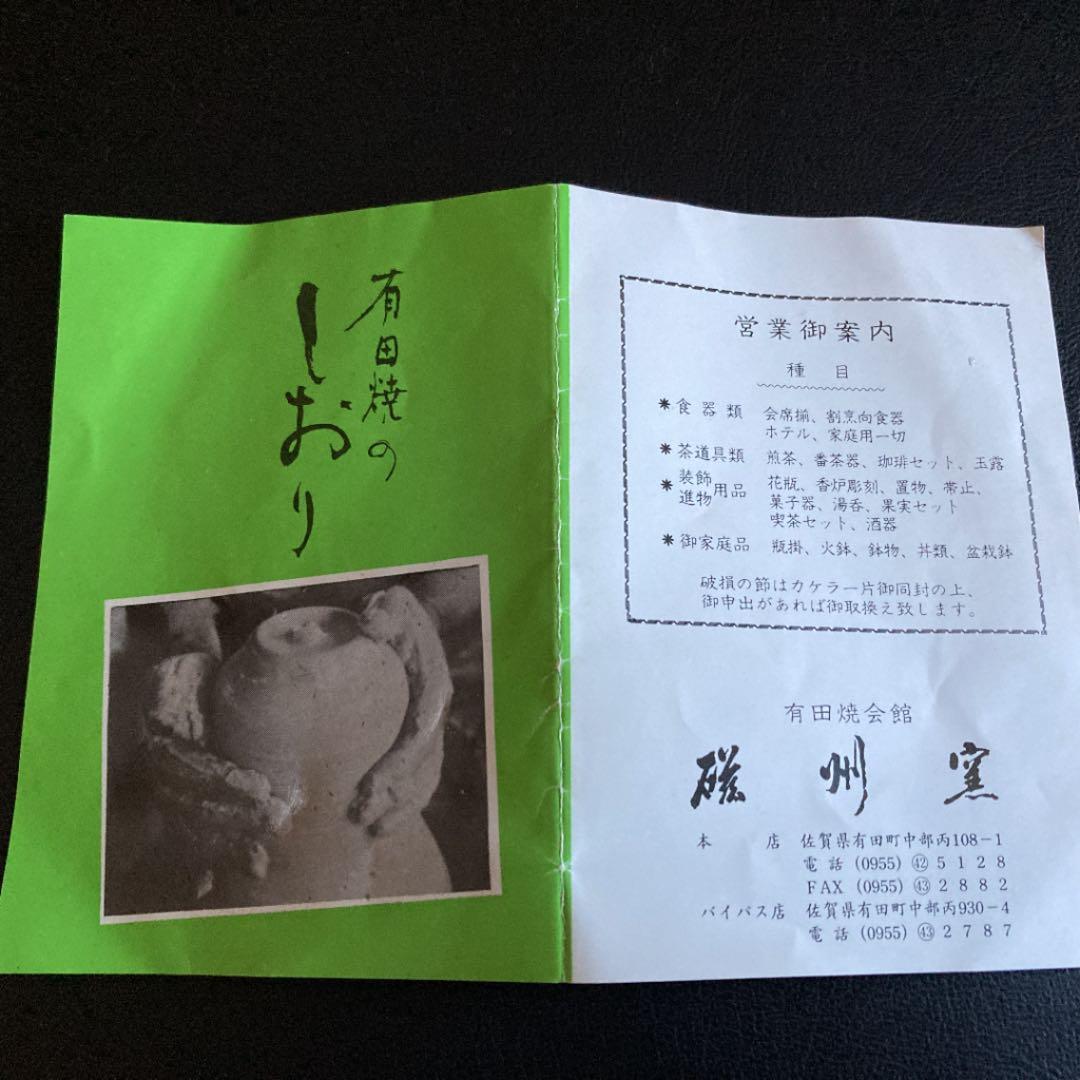 有田焼の
しおり
営業御案内
種目
＊食器類 会席揃、割烹向食器
ホテル、家庭用一切
＊茶道具類 煎茶、番茶器、珈琲セット、玉露
＊装飾進物用品 花瓶、香炉彫刻、置物、帯止、
菓子器、湯呑、果実セット
喫茶セット、酒器
＊御家庭品 瓶掛、火鉢、鉢物、丼類、盆栽鉢
破損の節はカケラ一片御同封の上、
御申出があれば御取換え致します。
有田焼会館
磁州窯
本店 佐賀県有田町中部丙108−1
電話 (0955) ㊷5128
FAX (0955) ㊸2882
バイパス店 佐賀県有田町中部丙930−4
電話 (0955) ㊸2787